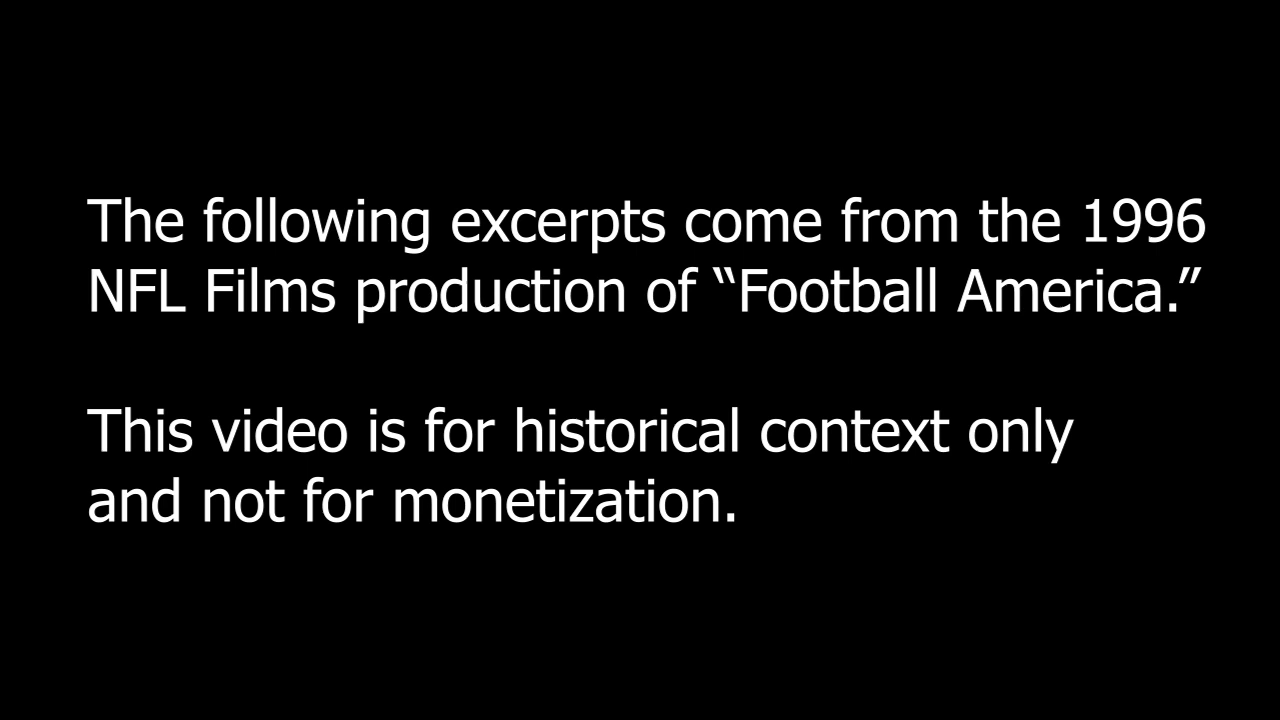 The following excerpts come from the 1996
NFL Films production of “Football America.”
This video is for historical context only
and not for monetization.